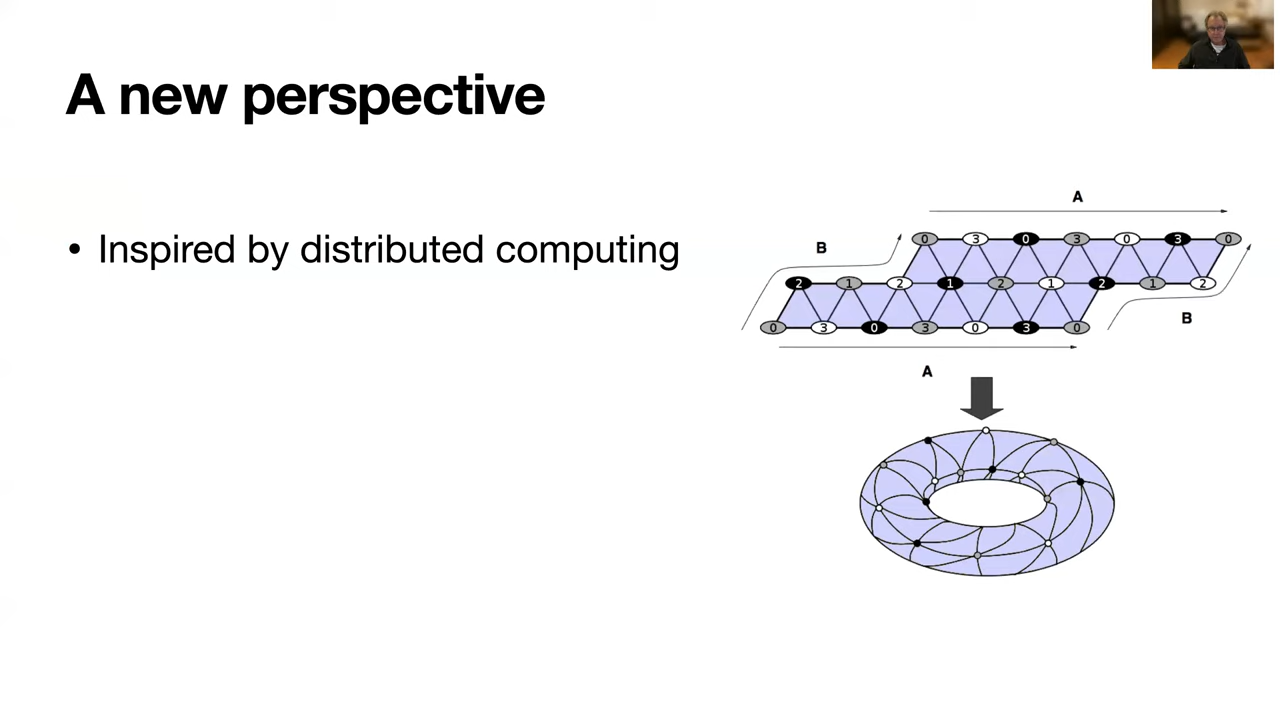 A new perspective
• Inspired by distributed computing
A
B
0 3 0 3 0 3 0
2 1 2 1 2 1 2 1 2
B
0 3 0 3 0 3 0
A